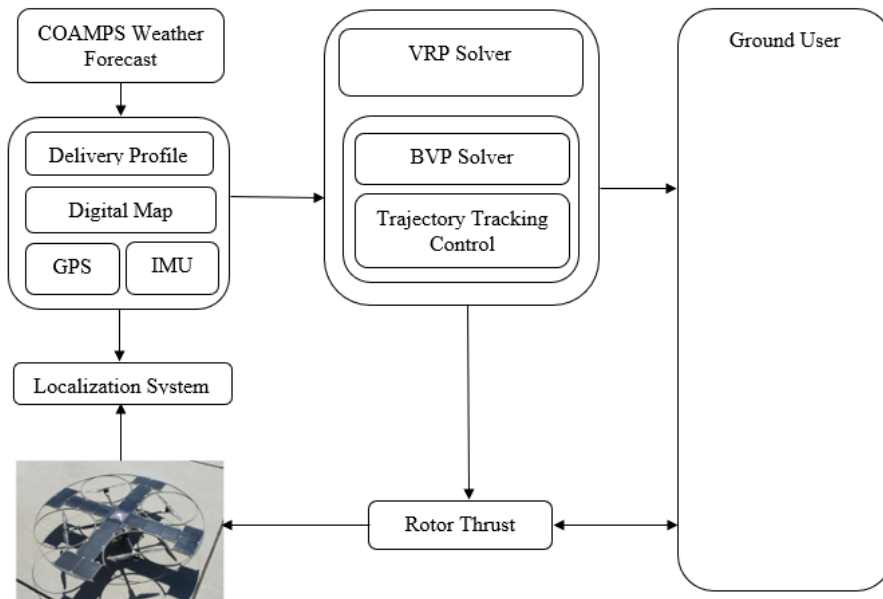 COAMPS Weather
Forecast
Delivery Profile
Digital Map
GPS
IMU
Localization System
VRP Solver
BVP Solver
Trajectory Tracking
Control
Rotor Thrust
Ground User